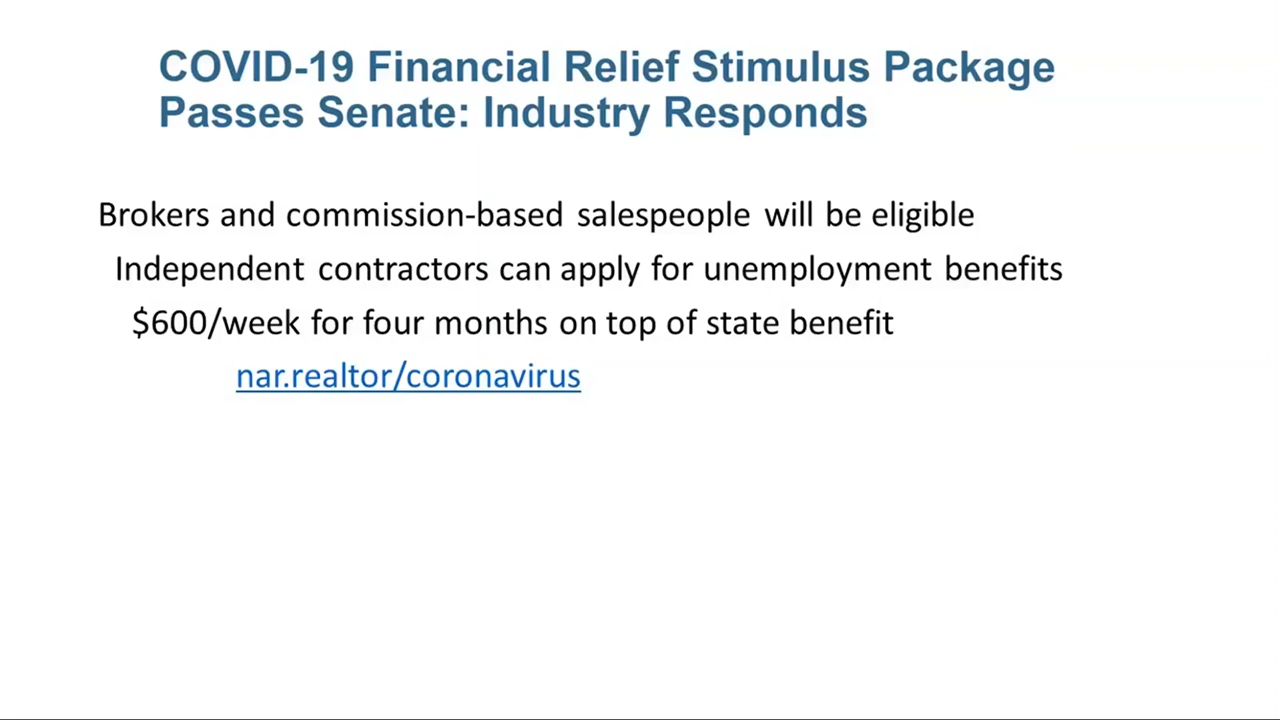 COVID-19 Financial Relief Stimulus Package
Passes Senate: Industry Responds
Brokers and commission-based salespeople will be eligible
Independent contractors can apply for unemployment benefits
$600/week for four months on top of state benefit
nar.realtor/coronavirus